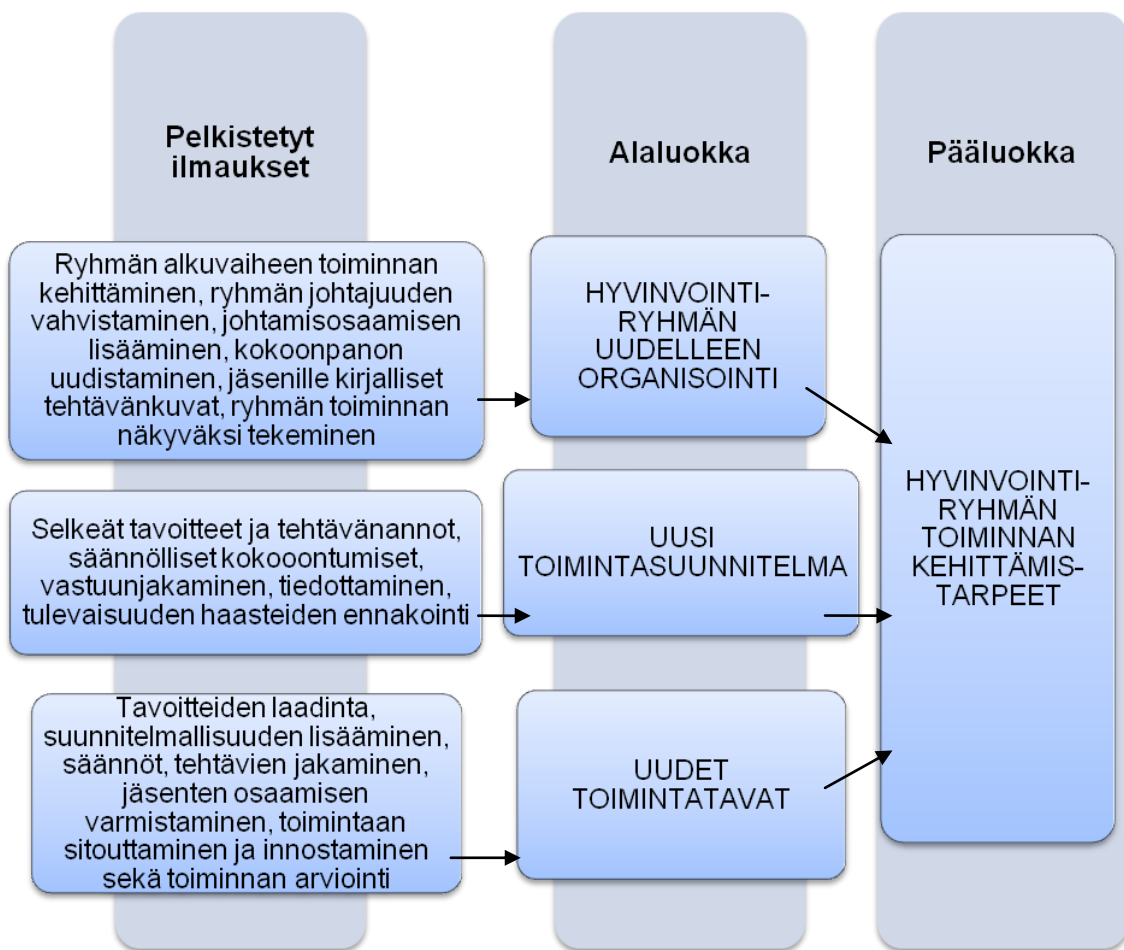 Pelkistetyt
ilmaukset
Alaluokka
Pääluokka
Ryhmän alkuvaiheen toiminnan
kehittäminen, ryhmän johtajuuden
vahvistaminen, johtamisosaamisen
lisääminen, kokoonpanon
uudistaminen, jäsenille kirjalliset
tehtävänkuvat, ryhmän toiminnan
näkyväksi tekeminen
HYVINVOINTI-
RYHMÄN
UUDELLEEN
ORGANISOINTI
Selkeät tavoitteet ja tehtävänannot,
säännölliset kokooontumiset,
vastuunjakaminen, tiedottaminen,
tulevaisuuden haasteiden ennakointi
UUSI
TOIMINTASUUNNITELMA
Tavoitteiden laadinta,
suunnitelmallisuuden lisääminen,
säännöt, tehtävien jakaminen,
jäsenten osaamisen
varmistaminen, toimintaan
sitouttaminen ja innostaminen
sekä toiminnan arviointi
UUDET
TOIMINTATAVAT
HYVINVOINTI-
RYHMÄN
TOIMINNAN
KEHITTÄMIS-
TARPEET